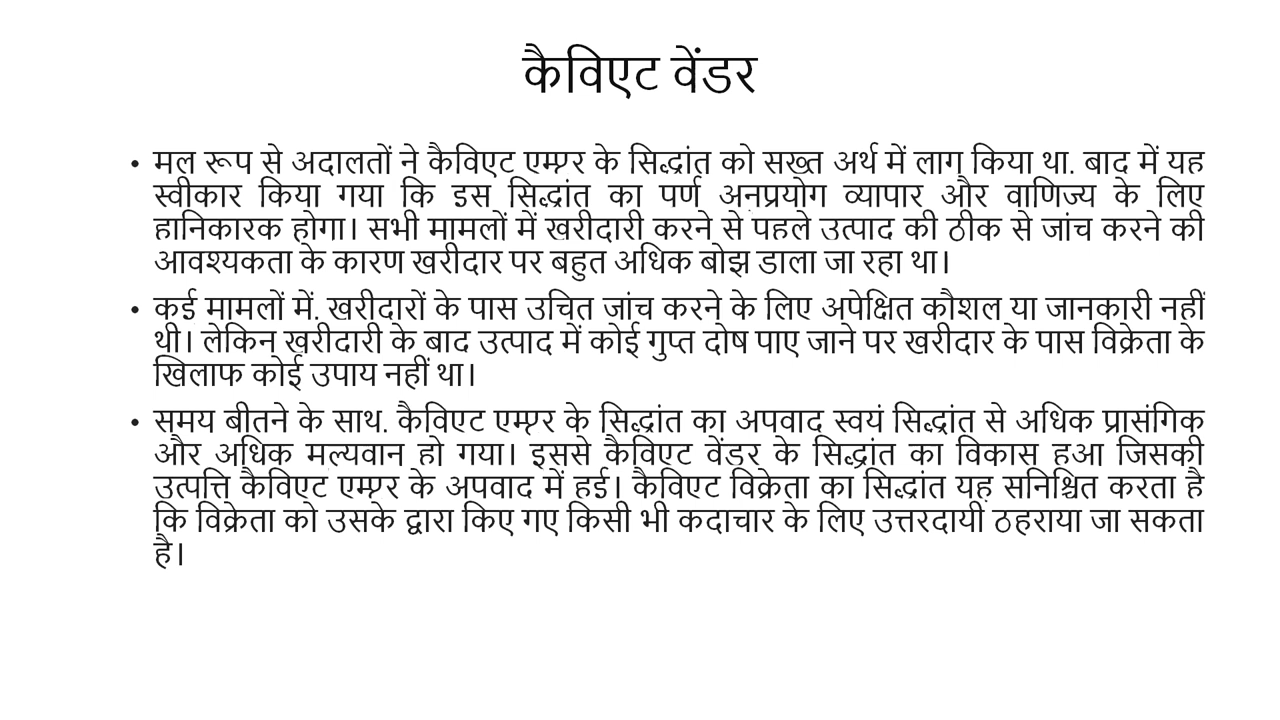 कैविएट वेंडर
• मल रूप से अदालतों ने कैविएट एम्प्टर के सिद्धांत को सख्त अर्थ में लाग किया था. बाद में यह
स्वीकार किया गया कि इस सिद्धांत का पर्ण अनप्रयोग व्यापार और वाणिज्य के लिए
हानिकारक होगा। सभी मामलों में खरीदारी करने से पहले उत्पाद की ठीक से जांच करने की
आवश्यकता के कारण खरीदार पर बहुत अधिक बोझ डाला जा रहा था।
• कई मामलों में. खरीदारों के पास उचित जांच करने के लिए अपेक्षित कौशल या जानकारी नहीं
थी। लेकिन खरीदारी के बाद उत्पाद में कोई गुप्त दोष पाए जाने पर खरीदार के पास विक्रेता के
खिलाफ कोई उपाय नहीं था।
• समय बीतने के साथ. कैविएट एम्प्टर के सिद्धांत का अपवाद स्वयं सिद्धांत से अधिक प्रासंगिक
और अधिक मल्यवान हो गया। इससे कैविएट वेंडर के सिद्धांत का विकास हआ जिसकी
उत्पत्ति कैविएट एम्प्टर के अपवाद में हई। कैविएट विक्रेता का सिद्धांत यह सनिश्चित करता है
कि विक्रेता को उसके द्वारा किए गए किसी भी कदाचार के लिए उत्तरदायी ठहराया जा सकता
है।